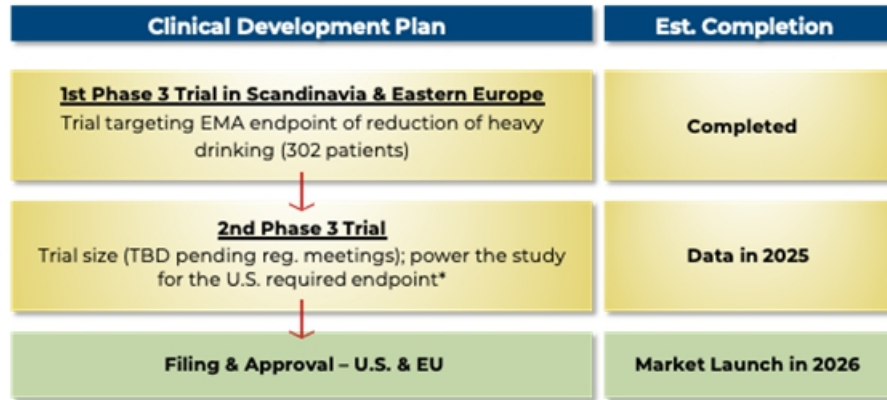 Clinical Development Plan
Est. Completion
1st Phase 3 Trial in Scandinavia & Eastern Europe
Trial targeting EMA endpoint of reduction of heavy
drinking (302 patients)
Completed
2nd Phase 3 Trial
Trial size (TBD pending reg. meetings); power the study
for the U.S. required endpoint*
Data in 2025
Filing & Approval – U.S. & EU
Market Launch in 2026